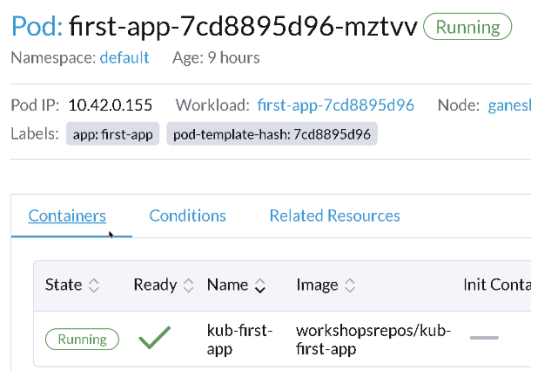 Pod: first-app-7cd8895d96-mztvv Running
Namespace: default Age: 9 hours
Pod IP: 10.42.0.155 Workload: first-app-7cd8895d96 Node:
Labels: app: first-app pod-template-hash: 7cd8895d96
Containers Conditions Related Resources
State Ready Name Image Init
Running kub-first-app workshopsrepos/kub-first-app